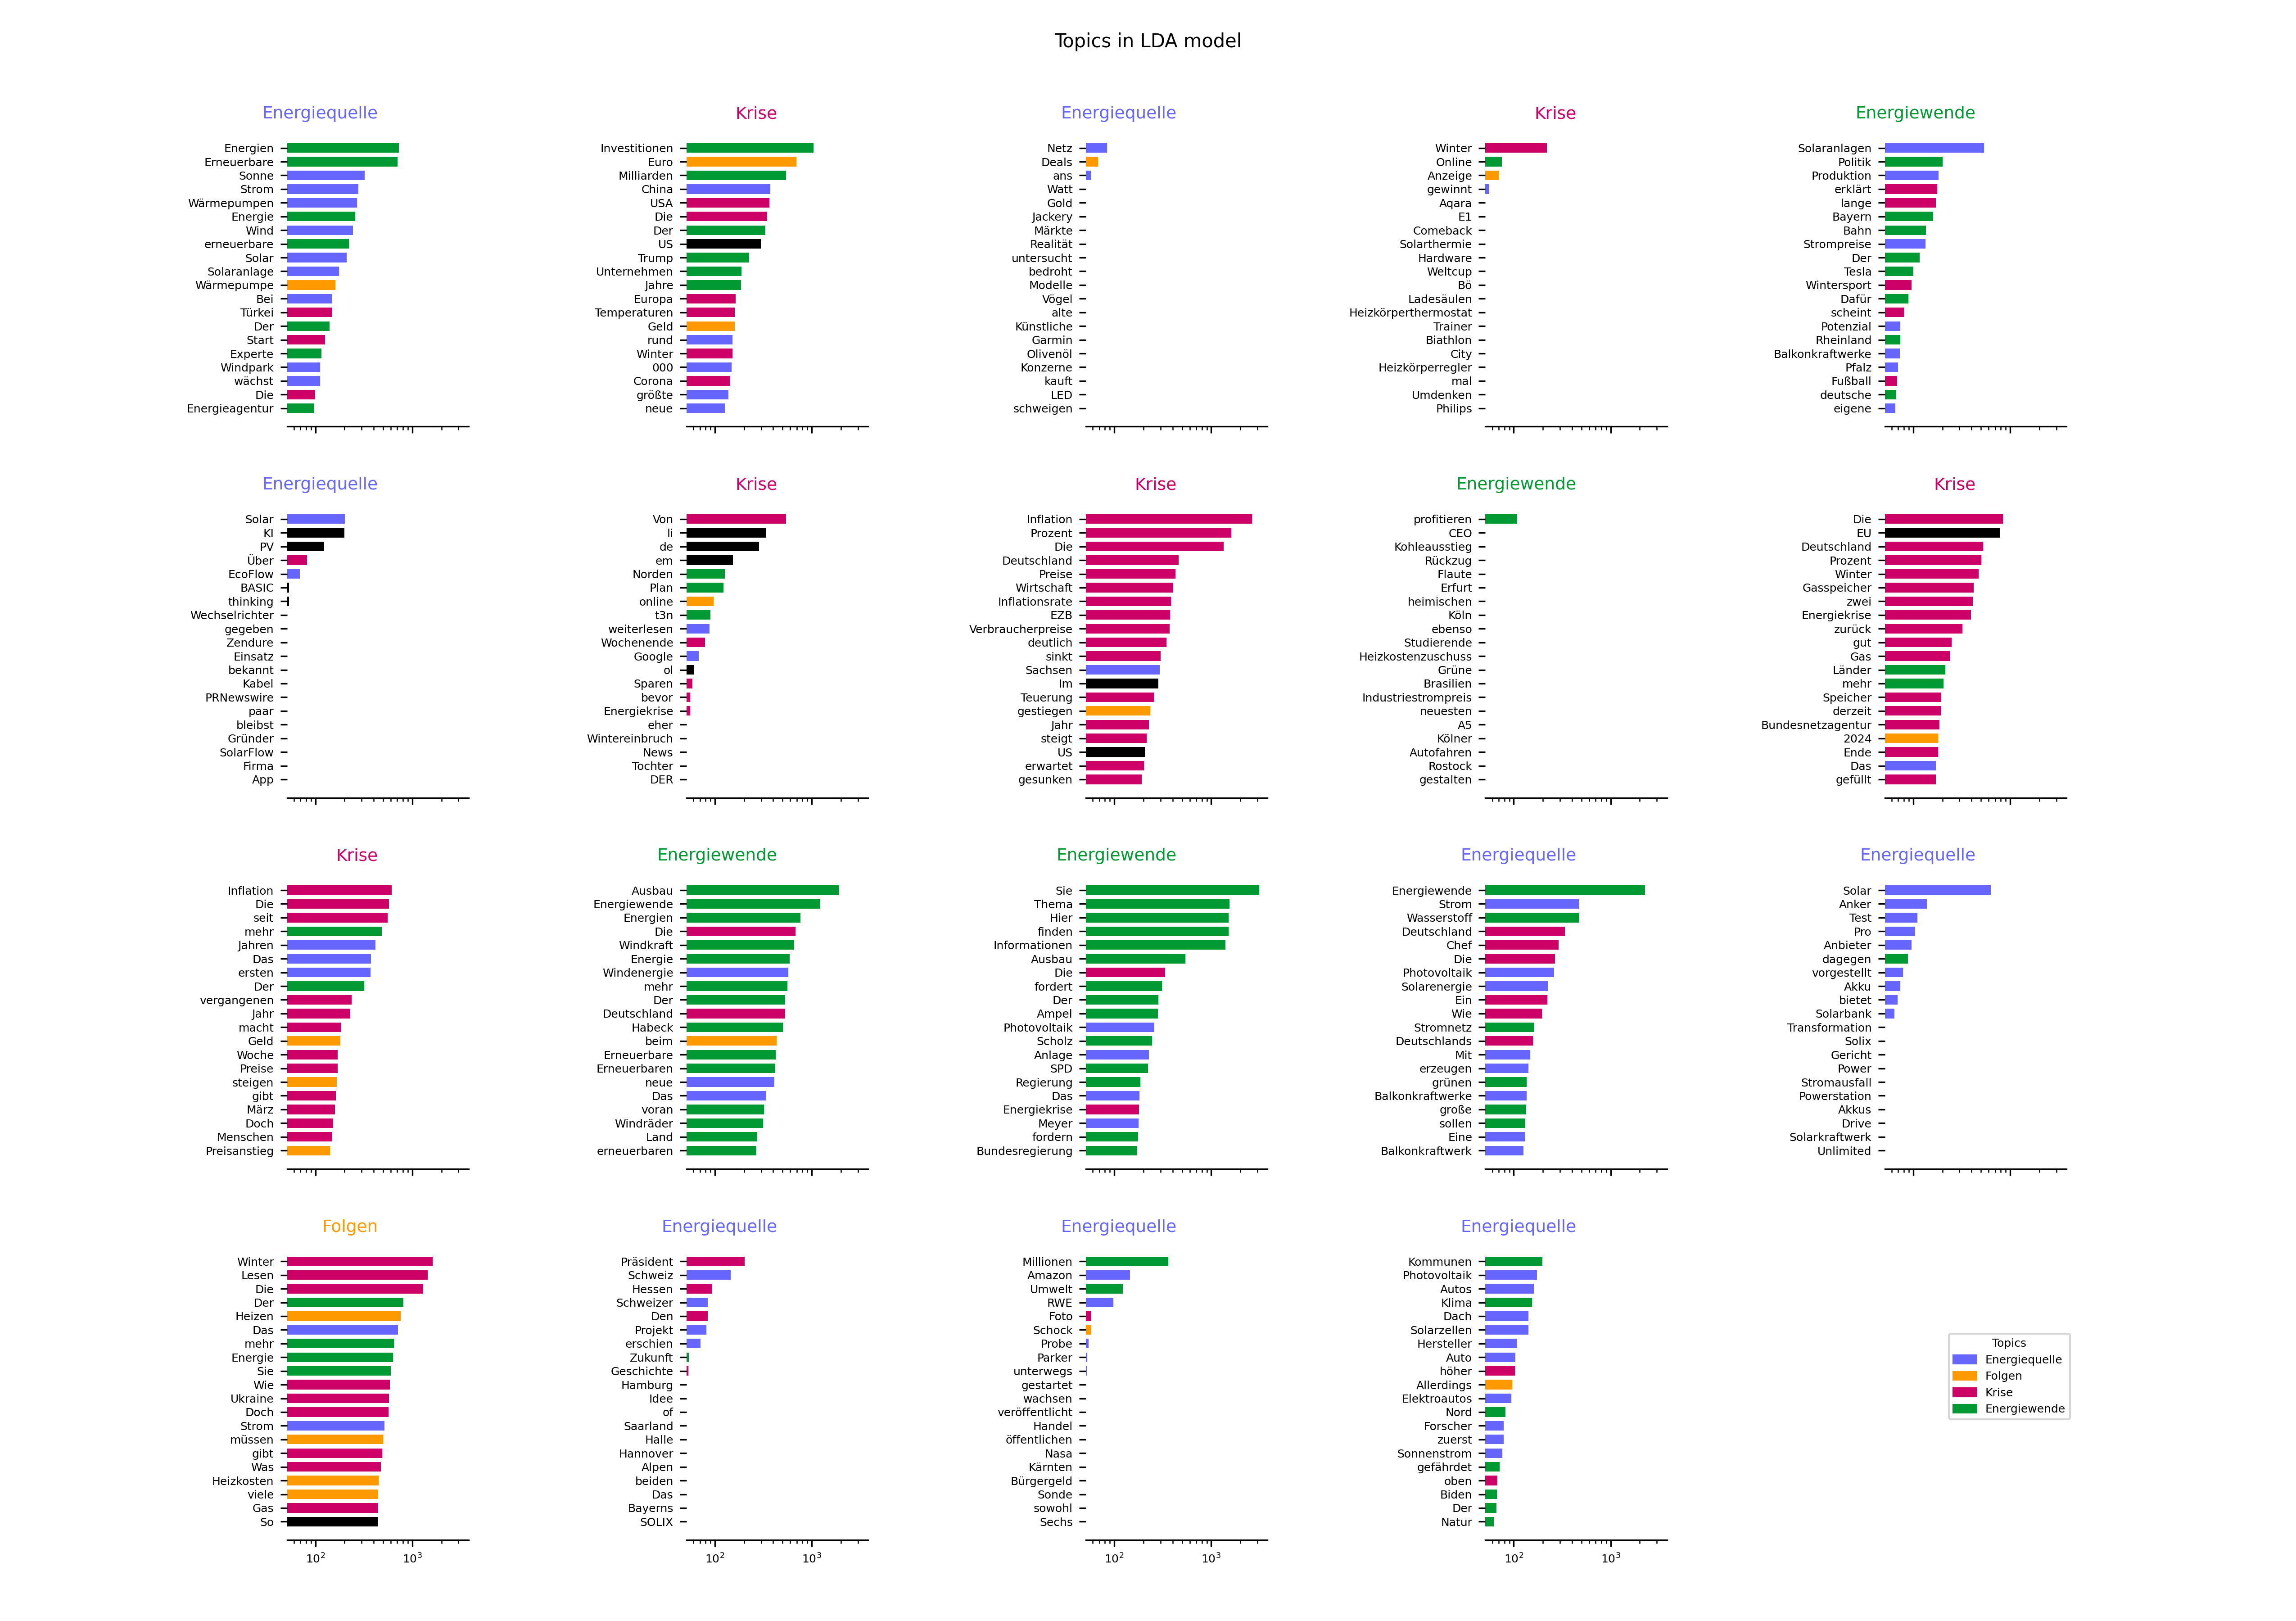 Topics in LDA model
Energiequelle
Energien
Erneuerbare
Sonne
Strom
Wärmepumpen
Energie
Wind
erneuerbare
Solar
Solaranlage
Wärmepumpe
Bei
Türkei
Der
Start
Experte
Windpark
wächst
Die
Energieagentur
Krise
Investitionen
Euro
Milliarden
China
USA
Die
Der
US
Trump
Unternehmen
Jahre
Europa
Temperaturen
Geld
rund
Winter
000
Corona
größte
neue
Energiequelle
Netz
Deals
ans
Watt
Gold
Jackery
Märkte
Realität
untersucht
bedroht
Modelle
Vögel
alte
Künstliche
Garmin
Olivenöl
Konzerne
kauft
LED
schweigen
Krise
Winter
Online
Anzeige
gewinnt
Aqara
E1
Comeback
Solarthermie
Hardware
Weltcup
Bö
Ladesäulen
Heizkörperthermostat
Trainer
Biathlon
City
Heizkörperregler
mal
Umdenken
Philips
Energiewende
Solaranlagen
Politik
Produktion
erklärt
lange
Bayern
Bahn
Strompreise
Der
Tesla
Wintersport
Dafür
scheint
Potenzial
Rheinland
Balkonkraftwerke
Pfalz
Fußball
deutsche
eigene
Energiequelle
Solar
KI
PV
Über
EcoFlow
BASIC
thinking
Wechselrichter
gegeben
Zendure
Einsatz
bekannt
Kabel
PRNewswire
paar
bleibst
Gründer
SolarFlow
Firma
App
Krise
Von
li
de
em
Norden
Plan
online
t3n
weiterlesen
Wochenende
Google
ol
Sparen
bevor
Energiekrise
eher
Wintereinbruch
News
Tochter
DER
Krise
Inflation
Prozent
Die
Deutschland
Preise
Wirtschaft
Inflationsrate
EZB
Verbraucherpreise
deutlich
sinkt
Sachsen
Im
Teuerung
gestiegen
Jahr
steigt
US
erwartet
gesunken
Energiewende
profitieren
CEO
Kohleausstieg
Rückzug
Flaute
Erfurt
heimischen
Köln
ebenso
Studierende
Heizkostenzuschuss
Grüne
Brasilien
Industriestrompreis
neuesten
A5
Kölner
Autofahren
Rostock
gestalten
Krise
Die
EU
Deutschland
Prozent
Winter
Gasspeicher
zwei
Energiekrise
zurück
gut
Gas
Länder
mehr
Speicher
derzeit
Bundesnetzagentur
2024
Ende
Das
gefüllt
Krise
Inflation
Die
seit
mehr
Jahren
Das
ersten
Der
vergangenen
Jahr
macht
Geld
Woche
Preise
steigen
gibt
März
Doch
Menschen
Preisanstieg
Energiewende
Ausbau
Energiewende
Energien
Die
Windkraft
Energie
Windenergie
mehr
Der
Deutschland
Habeck
beim
Erneuerbare
Erneuerbaren
neue
Das
voran
Windräder
Land
erneuerbaren
Energiewende
Sie
Thema
Hier
finden
Informationen
Ausbau
Die
fordert
Der
Ampel
Photovoltaik
Scholz
Anlage
SPD
Regierung
Das
Energiekrise
Meyer
fordern
Bundesregierung
Energiequelle
Energiewende
Strom
Wasserstoff
Deutschland
Chef
Die
Photovoltaik
Solarenergie
Ein
Wie
Stromnetz
Deutschlands
Mit
erzeugen
grünen
Balkonkraftwerke
große
sollen
Eine
Balkonkraftwerk
Energiequelle
Solar
Anker
Test
Pro
Anbieter
dagegen
vorgestellt
Akku
bietet
Solarbank
Transformation
Solix
Gericht
Power
Stromausfall
Powerstation
Akkus
Drive
Solarkraftwerk
Unlimited
Folgen
Winter
Lesen
Die
Der
Heizen
Das
mehr
Energie
Sie
Wie
Ukraine
Doch
Strom
müssen
gibt
Was
Heizkosten
viele
Gas
So
10²
10³
Energiequelle
Präsident
Schweiz
Hessen
Schweizer
Den
Projekt
erschien
Zukunft
Geschichte
Hamburg
Idee
of
Saarland
Halle
Hannover
Alpen
beiden
Das
Bayerns
SOLIX
10²
10³
Energiequelle
Millionen
Amazon
Umwelt
RWE
Foto
Schock
Probe
Parker
unterwegs
gestartet
wachsen
veröffentlicht
Handel
öffentlichen
Nasa
Kärnten
Bürgergeld
Sonde
sowohl
Sechs
10²
10³
Energiequelle
Kommunen
Photovoltaik
Autos
Klima
Dach
Solarzellen
Hersteller
Auto
höher
Allerdings
Elektroautos
Nord
Forscher
zuerst
Sonnenstrom
gefährdet
oben
Biden
Der
Natur
10²
10³
Topics
Energiequelle
Folgen
Krise
Energiewende